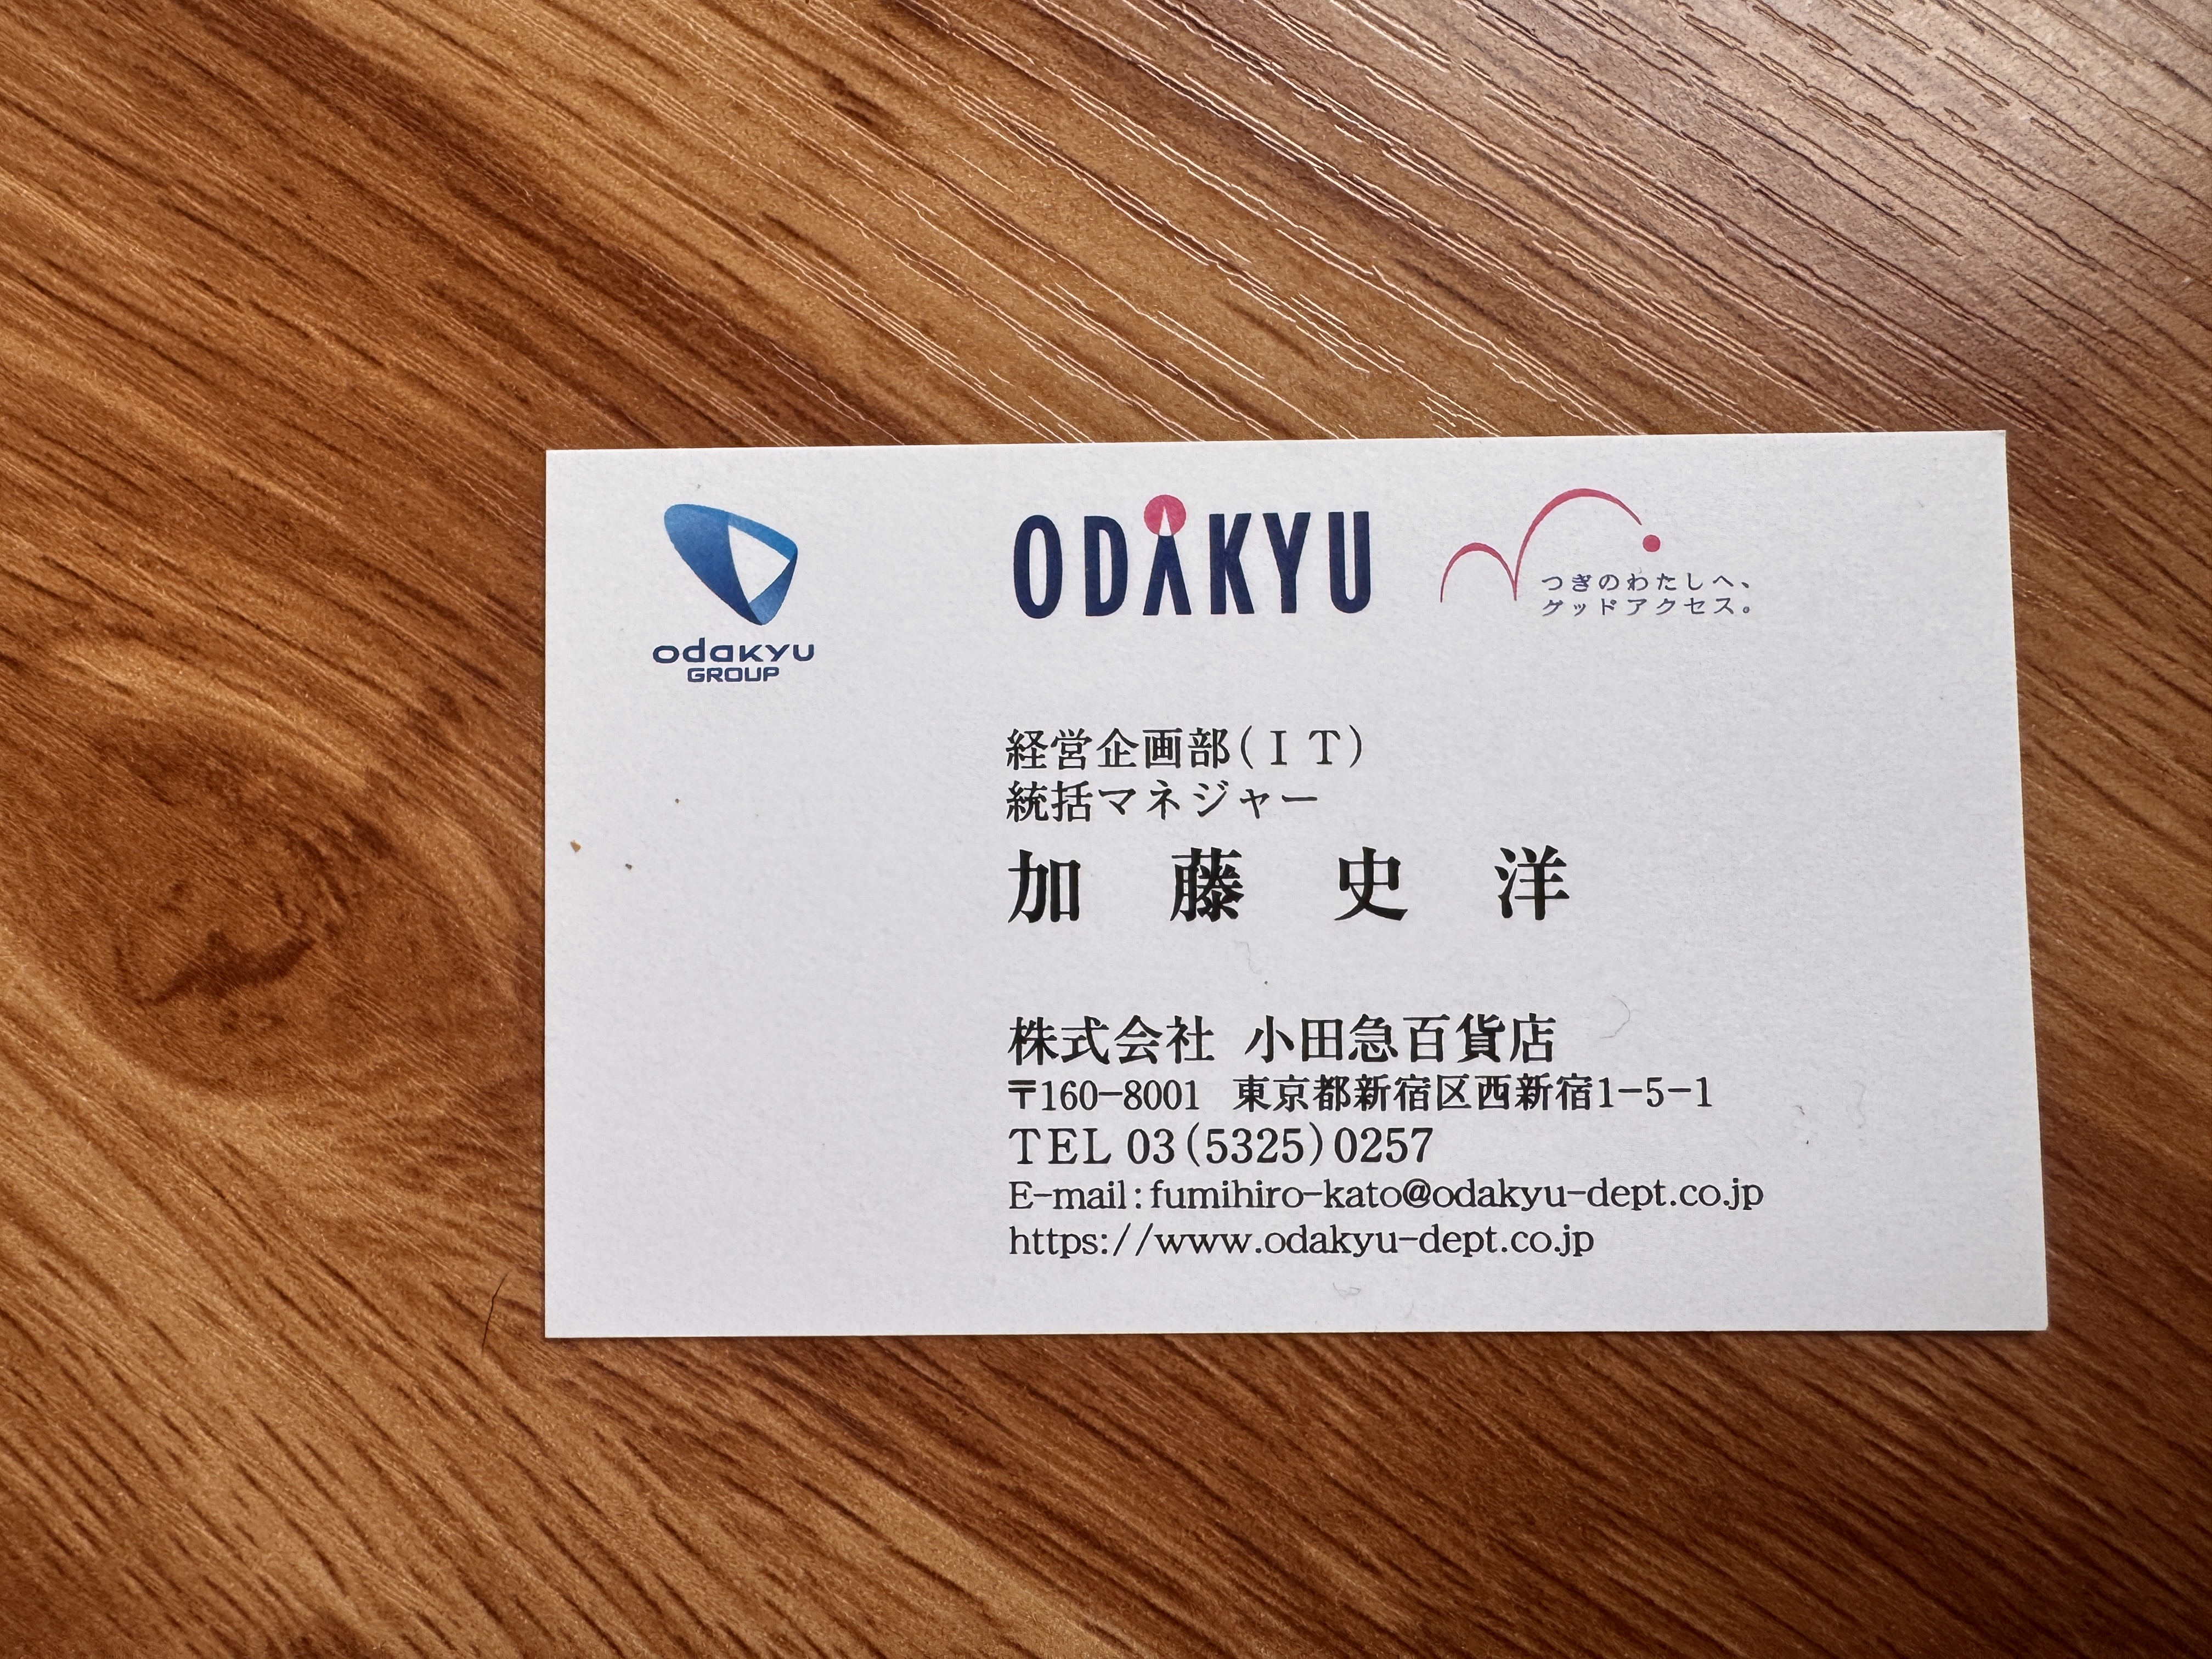 odakyu
GROUP
ODAKYU
つぎのわたしへ、
グッドアクセス。
経営企画部(IT)
統括マネジャー
加藤史洋
株式会社 小田急百貨店
〒160-8001 東京都新宿区西新宿1-5-1
TEL 03(5325)0257
E-mail:fumihiro-kato@odakyu-dept.co.jp
https://www.odakyu-dept.co.jp